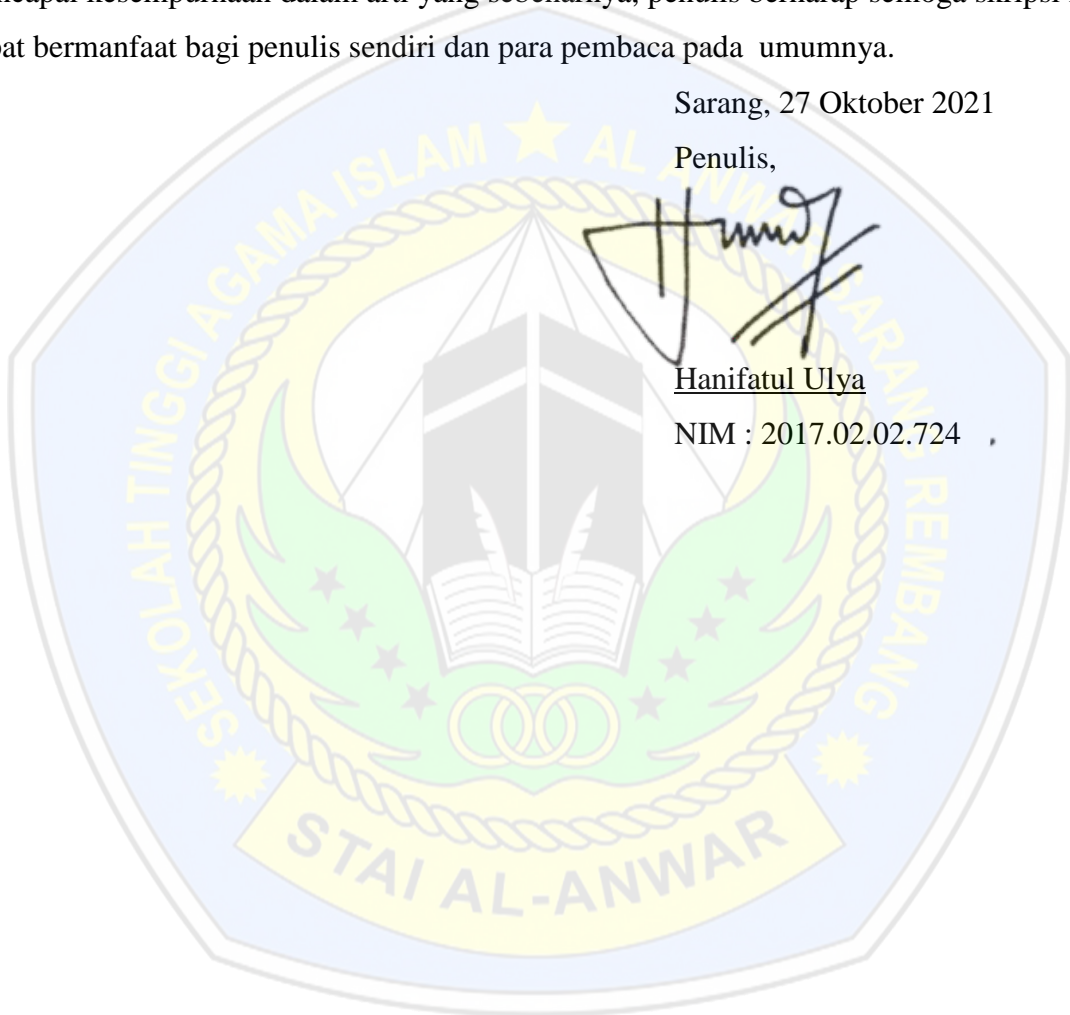 kesempurnaan dalam arti yang sebenarnya, penulis berharap semoga skripsi
bermanfaat bagi penulis sendiri dan para pembaca pada umumnya.
Sarang, 27 Oktober 2021
Penulis,
Hanifatul Ulya
NIM : 2017.02.02.724
SEKOLAH TINGGI AGAMA ISLAM ★ AL ANWAR SARANG REMBANG
STAI AL-ANWAR